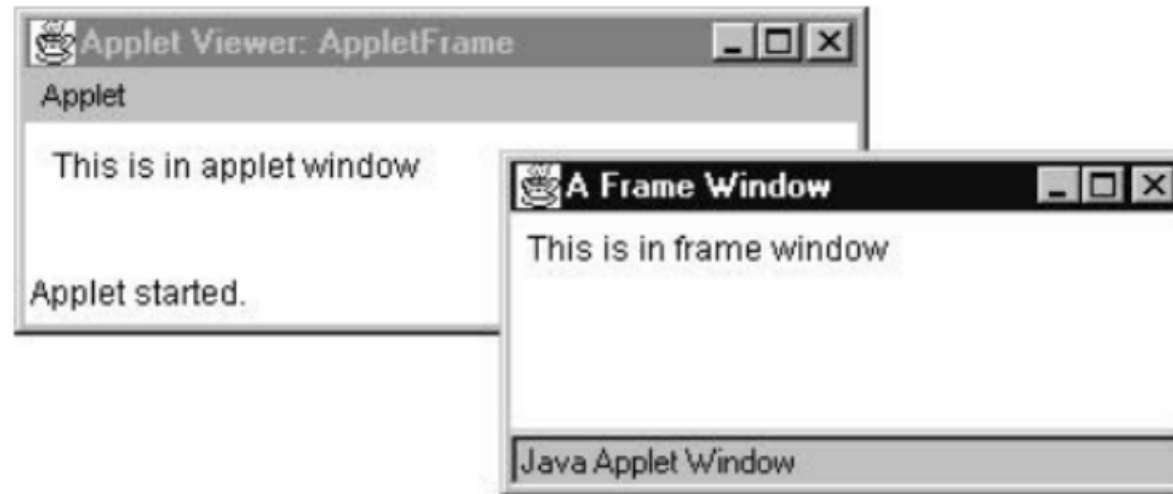 Applet Viewer: AppletFrame
Applet
This is in applet window
Applet started.
A Frame Window
This is in frame window
Java Applet Window